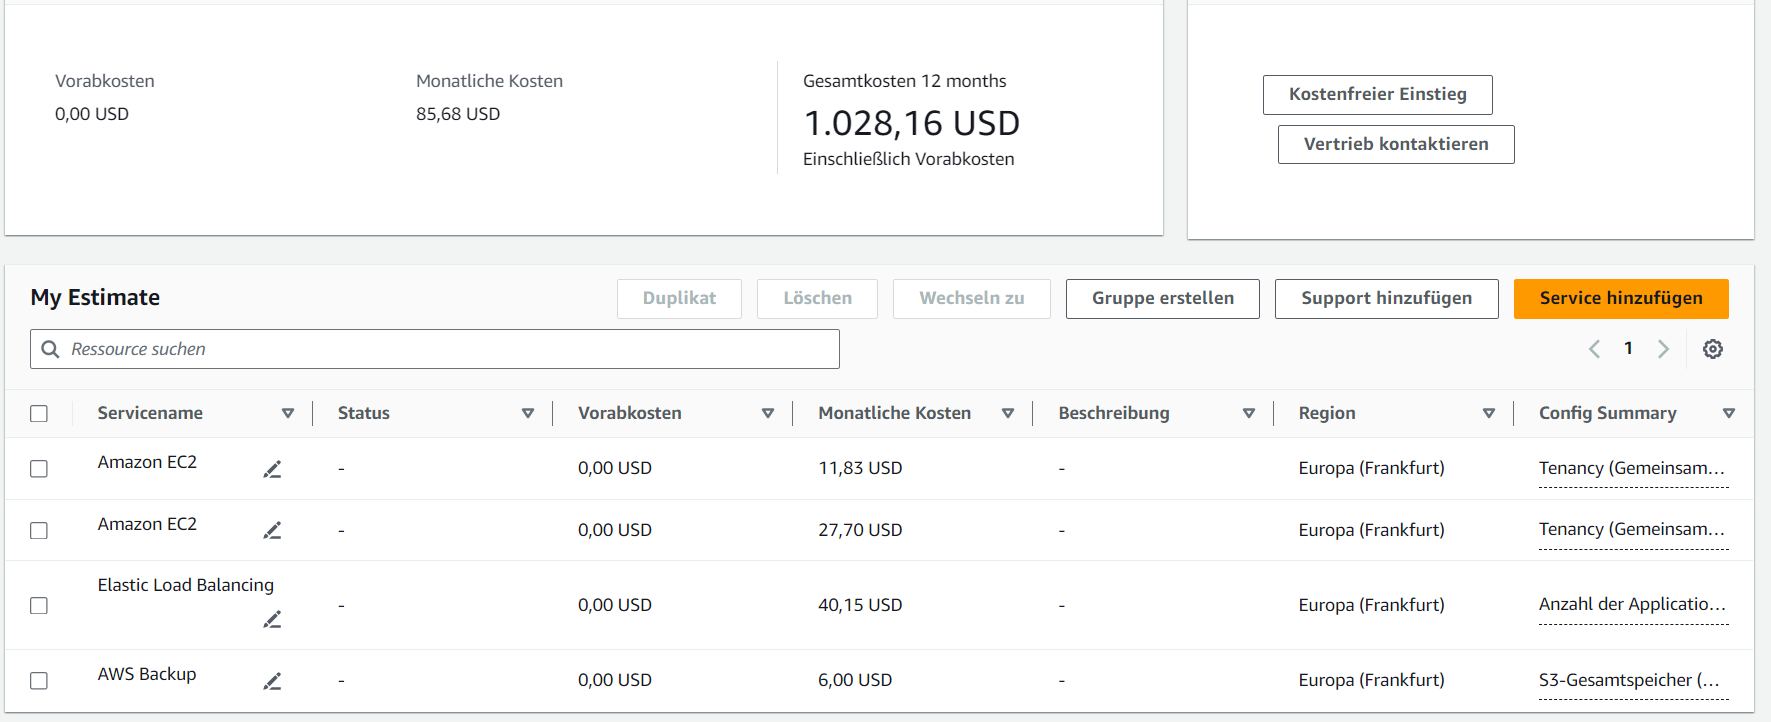 Vorabkosten
0,00 USD
Monatliche Kosten
85,68 USD
Gesamtkosten 12 months
1.028,16 USD
Einschließlich Vorabkosten
Kostenfreier Einstieg
Vertrieb kontaktieren
My Estimate
Duplikat
Löschen
Wechseln zu
Gruppe erstellen
Support hinzufügen
Service hinzufügen
Ressource suchen
1
Servicename Status Vorabkosten Monatliche Kosten Beschreibung Region Config Summary
Amazon EC2 - 0,00 USD 11,83 USD - Europa (Frankfurt) Tenancy (Gemeinsam...
Amazon EC2 - 0,00 USD 27,70 USD - Europa (Frankfurt) Tenancy (Gemeinsam...
Elastic Load Balancing - 0,00 USD 40,15 USD - Europa (Frankfurt) Anzahl der Applicatio...
AWS Backup - 0,00 USD 6,00 USD - Europa (Frankfurt) S3-Gesamtspeicher (...